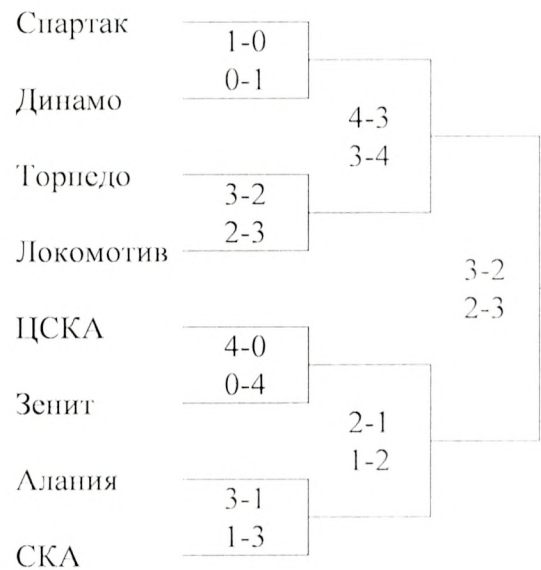 Спартак
1-0
0-1
Динамо
4-3
3-4
Торпедо
3-2
2-3
Локомотив
3-2
2-3
ЦСКА
4-0
0-4
Зенит
2-1
1-2
Алания
3-1
1-3
СКА